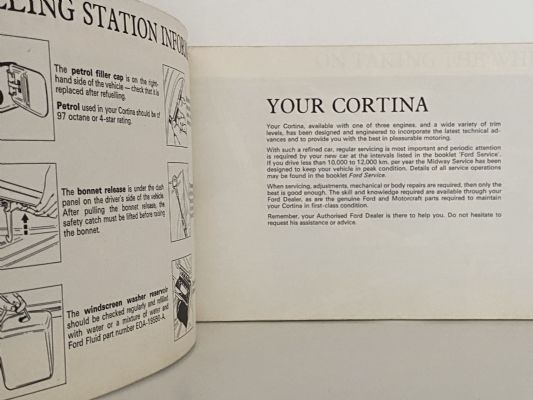 LLING STATION INFOR
The petrol filler cap is on the right-
hand side of the vehicle — check that it is
replaced after refuelling.
Petrol used in your Cortina should be of
97 octane or 4-star rating.
The bonnet release is under the dash
panel on the driver's side of the vehicle.
After pulling the bonnet release, the
safety catch must be lifted before raising
the bonnet.
The windscreen washer reservoir
should be checked regularly and refilled
with water or a mixture of water and
Ford Fluid part number
ON TAKING THE WHE
YOUR CORTINA
Your Cortina, available with one of three engines, and a wide variety of trim
levels, has been designed and engineered to incorporate the latest technical ad-
vances and to provide you with the best in pleasurable motoring.
With such a refined car, regular servicing is most important and periodic attention
is required by your new car at the intervals listed in the booklet 'Ford Service'.
If you drive less than 10,000 to 12,000 km. per year the Midway Service has been
designed to keep your vehicle in peak condition. Details of all service operations
may be found in the booklet Ford Service.
When servicing, adjustments, mechanical or body repairs are required, then only the
best is good enough. The skill and knowledge required are available through your
Ford Dealer, as are the genuine Ford and Motorcraft parts required to maintain
your Cortina in first-class condition.
Remember, your Authorised Ford Dealer is there to help you. Do not hesitate to
request his assistance or advice.